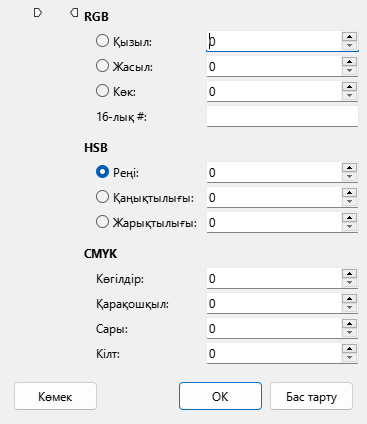 RGB
Қызыл: 0
Жасыл: 0
Көк: 0
16-лық #:
HSB
Реңі: 0
Қаңықтылығы: 0
Жарықтылығы: 0
CMYK
Көгілдір: 0
Қарақошқыл: 0
Сары: 0
Кілт: 0
Көмек OK Бас тарту